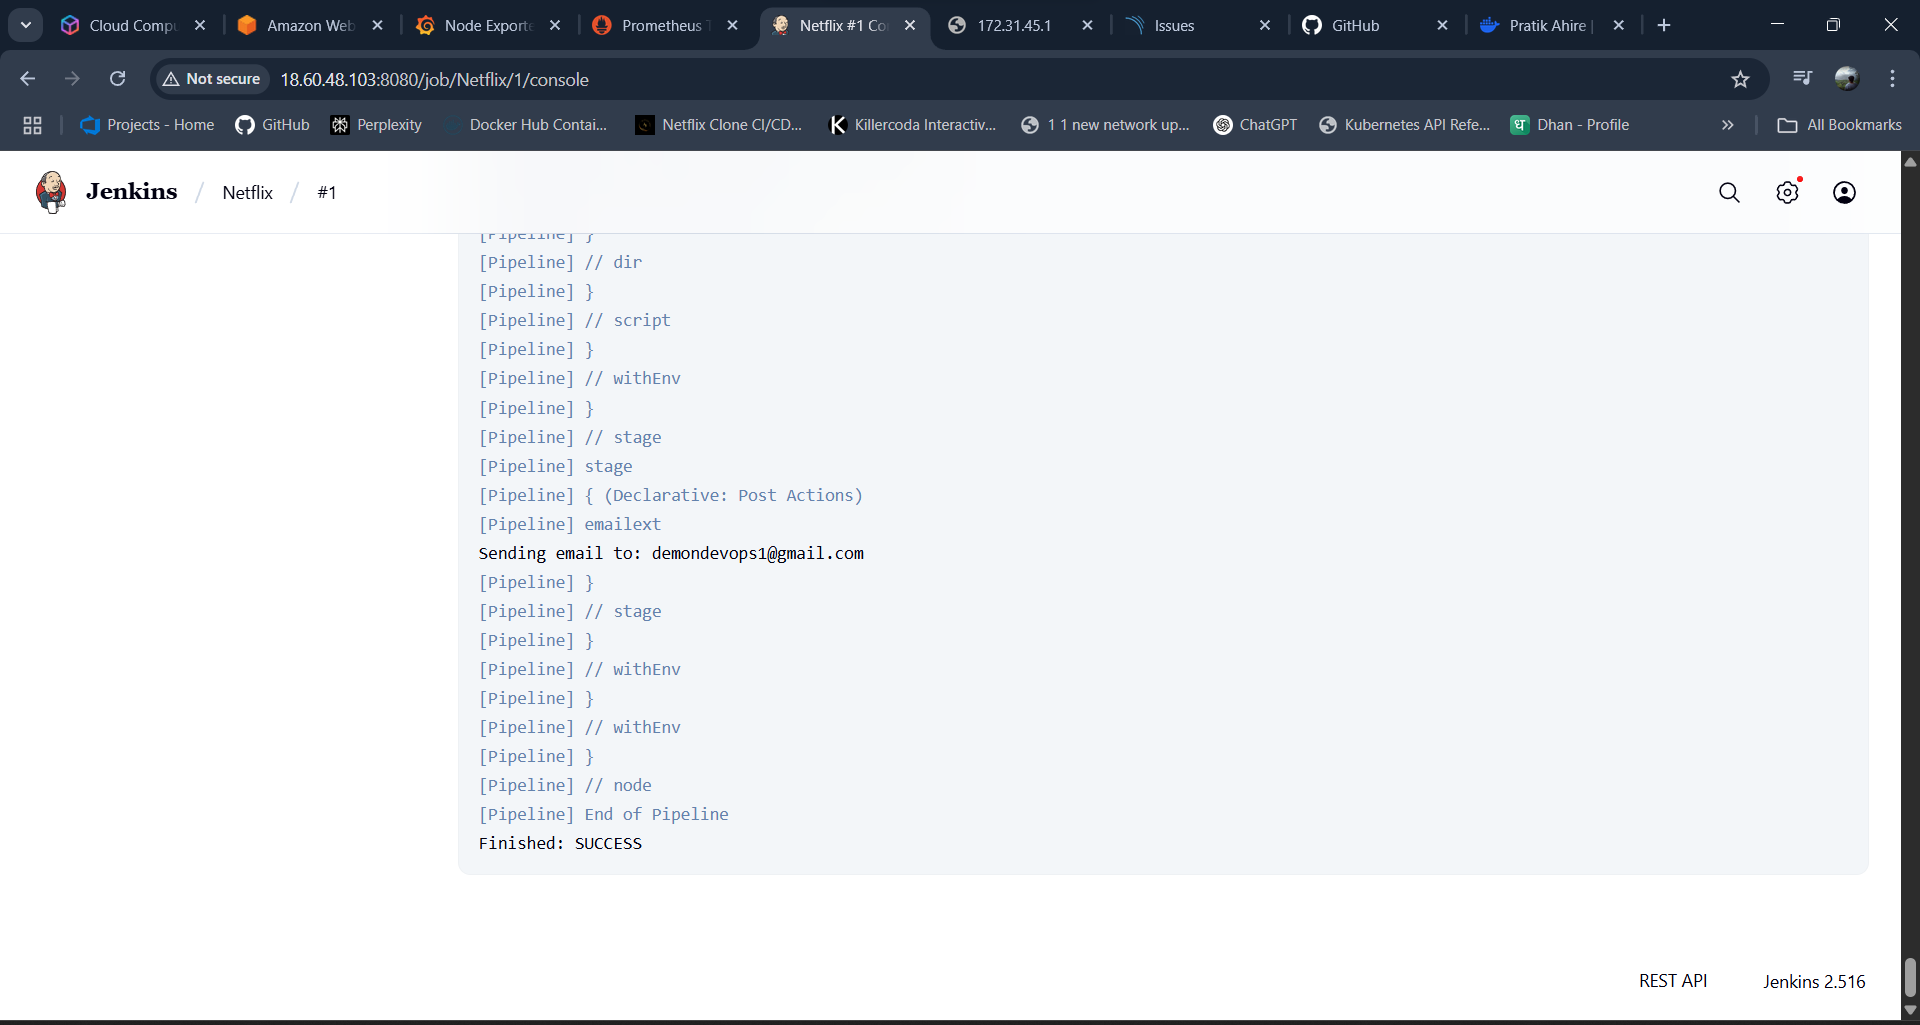 Cloud Compu
Amazon Web
Node Exporte
Prometheus T
Netflix #1 Co
172.31.45.1
Issues
GitHub
Pratik Ahire |
Not secure
18.60.48.103:8080/job/Netflix/1/console
Projects - Home
GitHub
Perplexity
Docker Hub Contai...
Netflix Clone CI/CD...
Killercoda Interactiv...
1 1 new network up...
ChatGPT
Kubernetes API Refe...
Dhan - Profile
»
All Bookmarks
Jenkins / Netflix / #1
[Pipeline] }
[Pipeline] // dir
[Pipeline] }
[Pipeline] // script
[Pipeline] }
[Pipeline] // withEnv
[Pipeline] }
[Pipeline] // stage
[Pipeline] stage
[Pipeline] { (Declarative: Post Actions)
[Pipeline] emailext
Sending email to: demondevops1@gmail.com
[Pipeline] }
[Pipeline] // stage
[Pipeline] }
[Pipeline] // withEnv
[Pipeline] }
[Pipeline] // withEnv
[Pipeline] }
[Pipeline] // node
[Pipeline] End of Pipeline
Finished: SUCCESS
REST API
Jenkins 2.516